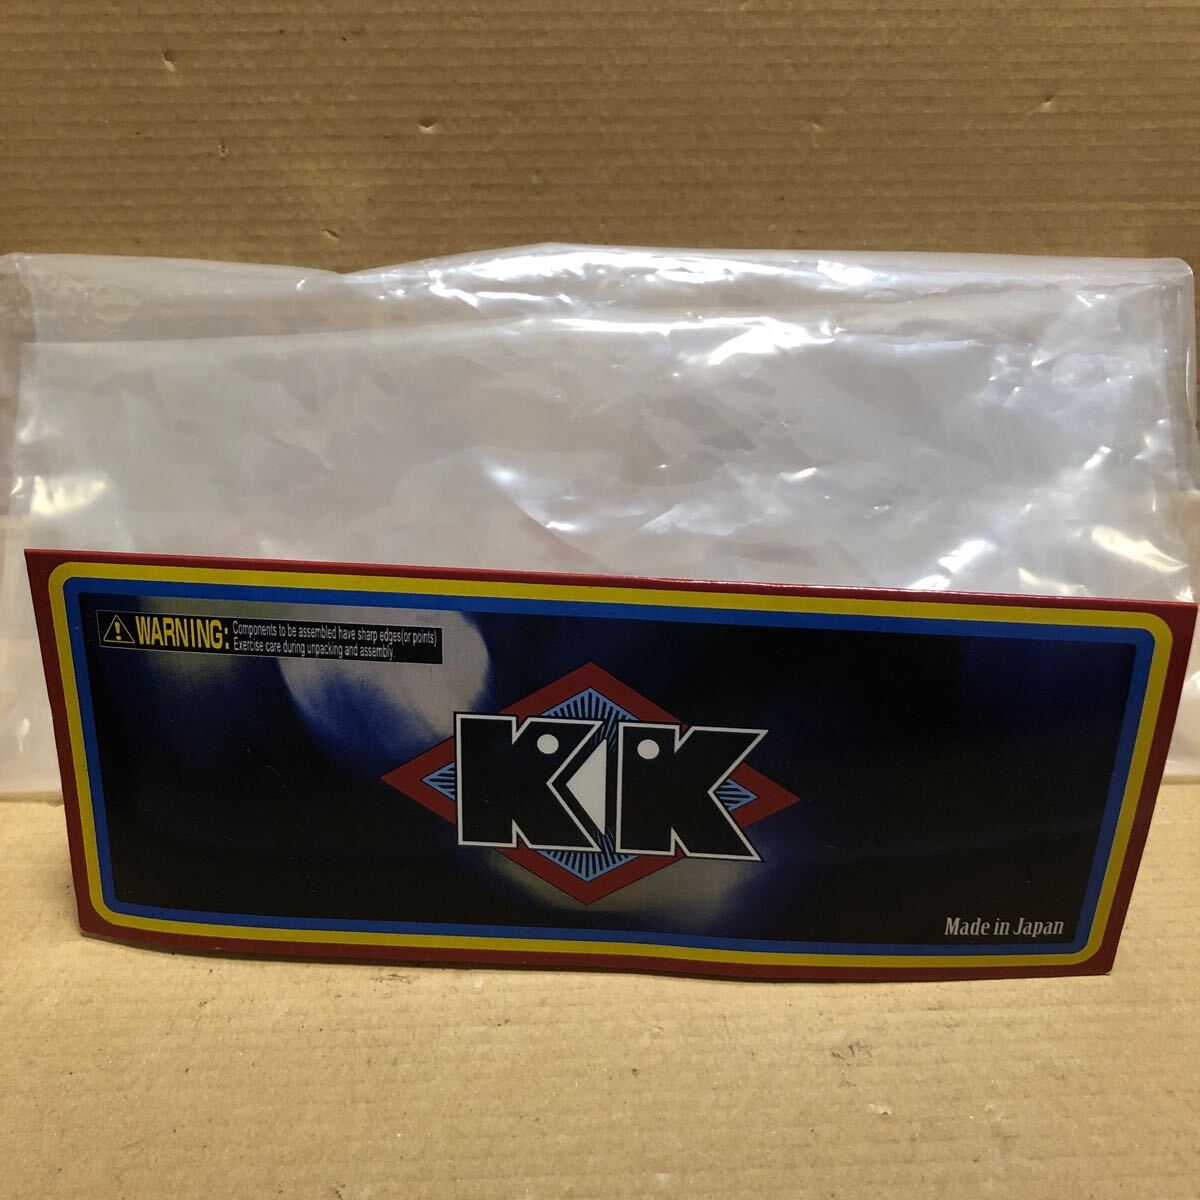 WARNING: Components to be assembled have sharp edges(or points)
Exercise care during unpacking and assembly.
KK
Made in Japan